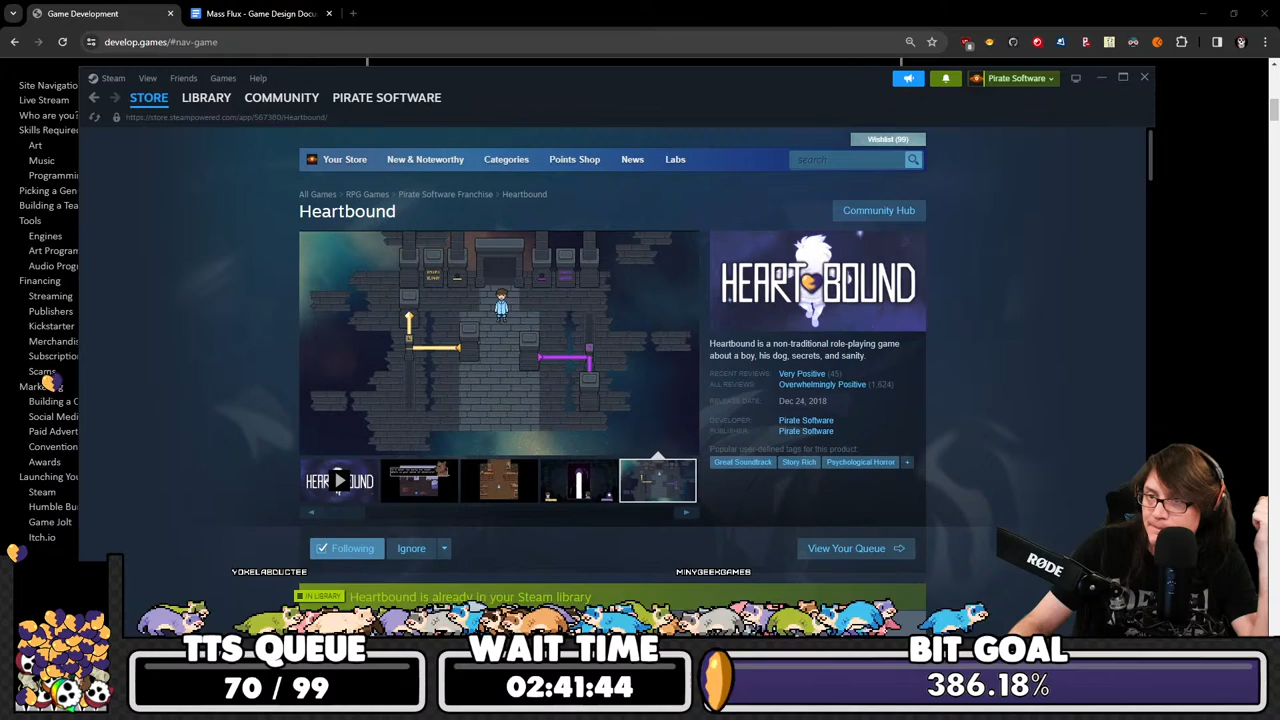 Game Development
Mass Flux - Game Design Docu
develop.games/#nav-game
Site Navigatio
Live Stream
Who are you?
Skills Require
Art
Music
Programmi
Picking a Gen
Building a Tea
Tools
Engines
Art Program
Audio Prog
Financing
Streaming
Publishers
Kickstarter
Merchandis
Subscription
Scams
Mark
Building a C
Social Medi
Paid Advert
Convention
Awards
Launching You
Steam
Humble Bu
Game Jolt
Itch.io
Steam View Friends Games Help
Pirate Software
STORE LIBRARY COMMUNITY PIRATE SOFTWARE
https://store.steampowered.com/app/567380/Heartbound/
Wishlist (99)
Your Store New & Noteworthy Categories Points Shop News Labs
search
All Games > RPG Games > Pirate Software Franchise > Heartbound
Heartbound
Community Hub
HEARTBOUND
Heartbound is a non-traditional role-playing game
about a boy, his dog, secrets, and sanity.
RECENT REVIEWS: Very Positive (45)
ALL REVIEWS: Overwhelmingly Positive (1,624)
RELEASE DATE: Dec 24, 2018
DEVELOPER: Pirate Software
PUBLISHER: Pirate Software
Popular user-defined tags for this product:
Great Soundtrack Story Rich Psychological Horror +
HEARTBOUND
Following
Ignore
View Your Queue
VOXELABDUCTEE
MINYGEEKGAMES
IN LIBRARY
Heartbound is already in your Steam library
RØDE
TTS QUEUE
70 / 99
WAIT TIME
02:41:44
BIT GOAL
386.18%